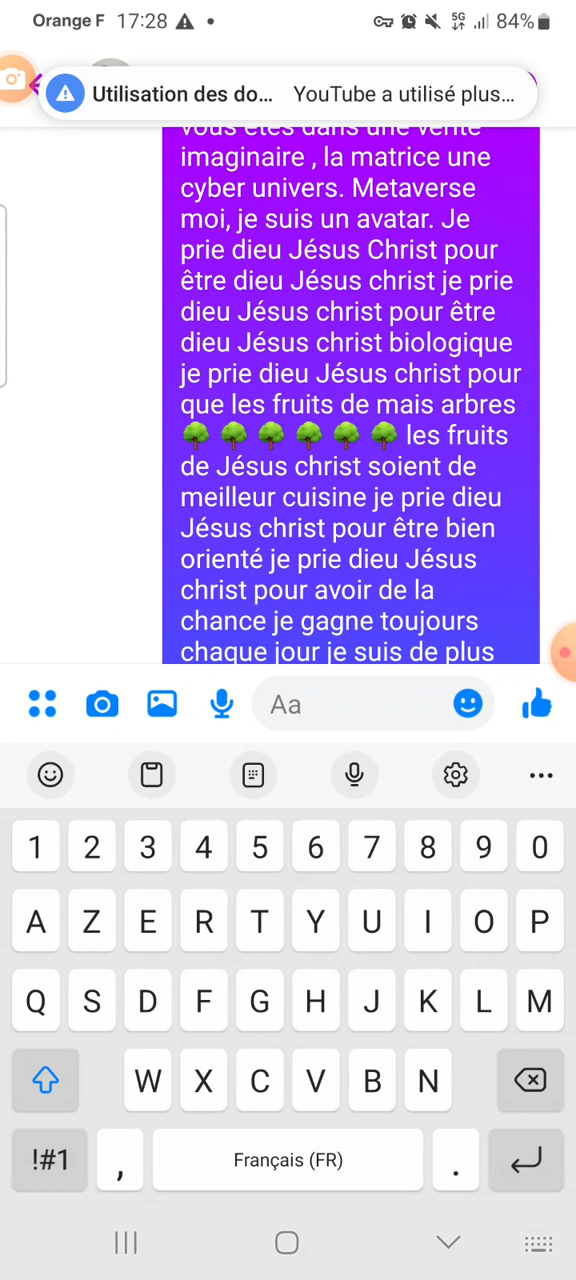 Orange F 17:28 5G 84%
Utilisation des do... YouTube a utilisé plus...
vous êtes dans une vérité
imaginaire , la matrice une
cyber univers. Metaverse
moi, je suis un avatar. Je
prie dieu Jésus Christ pour
être dieu Jésus christ je prie
dieu Jésus christ pour être
dieu Jésus christ biologique
je prie dieu Jésus christ pour
que les fruits de mais arbres
🌳 🌳 🌳 🌳 🌳 🌳 les fruits
de Jésus christ soient de
meilleur cuisine je prie dieu
Jésus christ pour être bien
orienté je prie dieu Jésus
christ pour avoir de la
chance je gagne toujours
chaque jour je suis de plus
Aa
1 2 3 4 5 6 7 8 9 0
A Z E R T Y U I O P
Q S D F G H J K L M
W X C V B N
!#1 , Français (FR) .